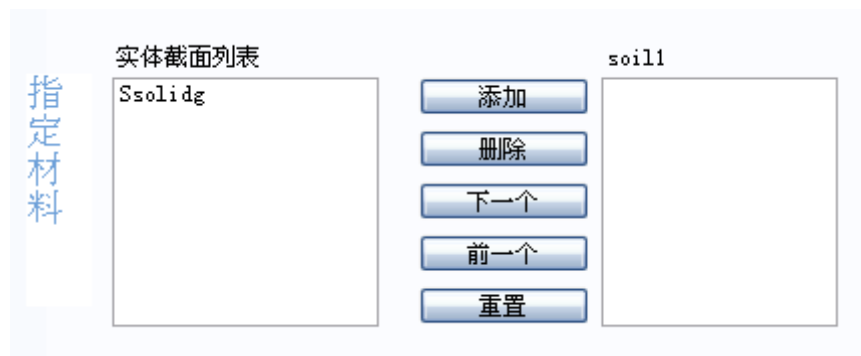 指定材料
实体截面列表
Ssolidg
添加
删除
下一个
前一个
重置
soil1